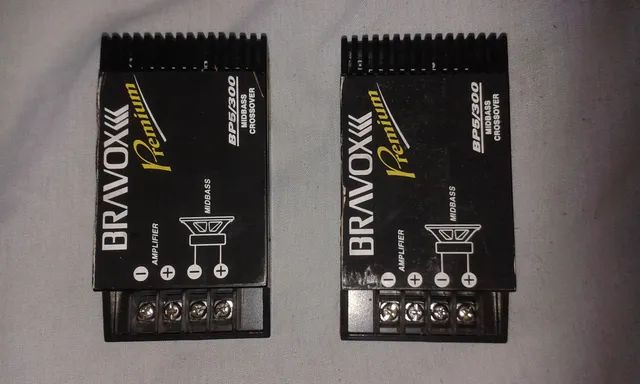 BRAVOX
Premium
BP5/300
MIDBASS
CROSSOVER
AMPLIFIER
MIDBASS
- + - +
BRAVOX
Premium
BP5/300
MIDBASS
CROSSOVER
AMPLIFIER
MIDBASS
- + - +